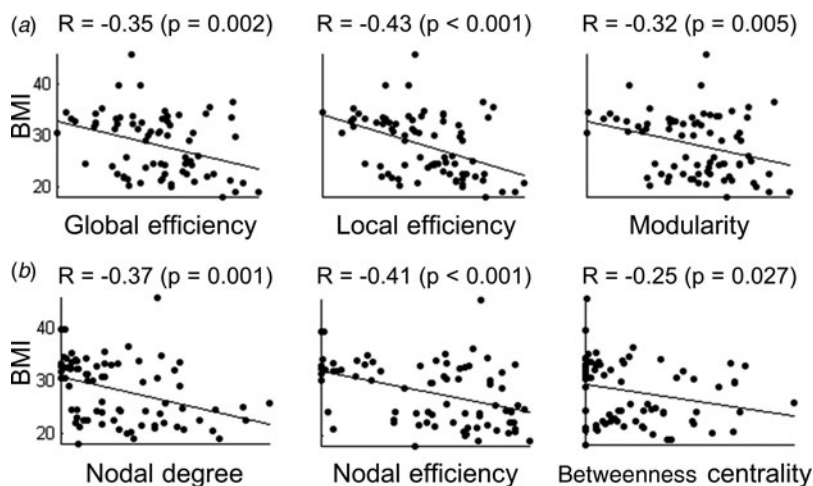 (a) R = -0.35 (p = 0.002) R = -0.43 (p < 0.001) R = -0.32 (p = 0.005)
40
BMI
30
20
Global efficiency Local efficiency Modularity
(b) R = -0.37 (p = 0.001) R = -0.41 (p < 0.001) R = -0.25 (p = 0.027)
40
BMI
30
20
Nodal degree Nodal efficiency Betweenness centrality